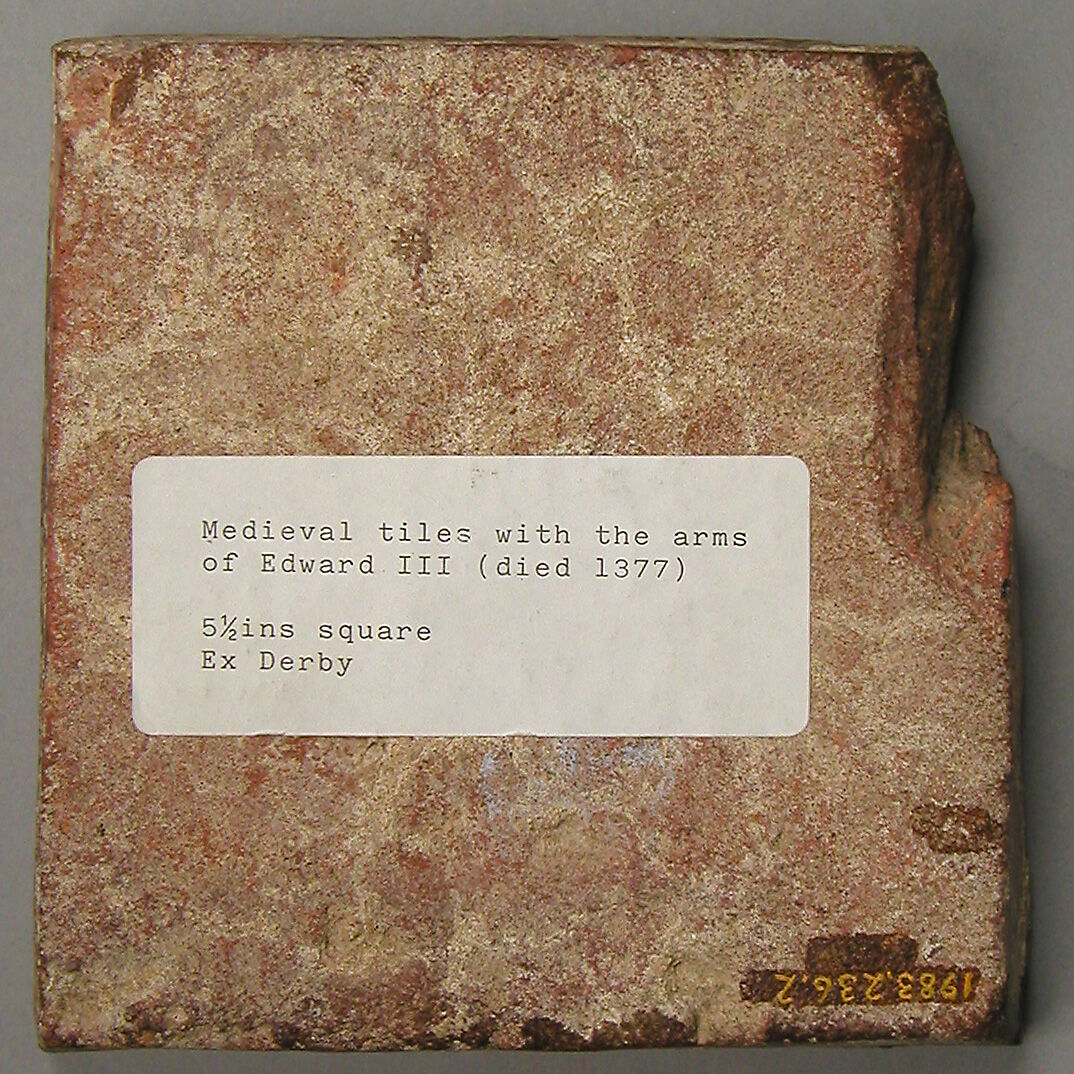 Medieval tiles with the arms
of Edward III (died 1377)
5½ins square
Ex Derby
1983.236.2